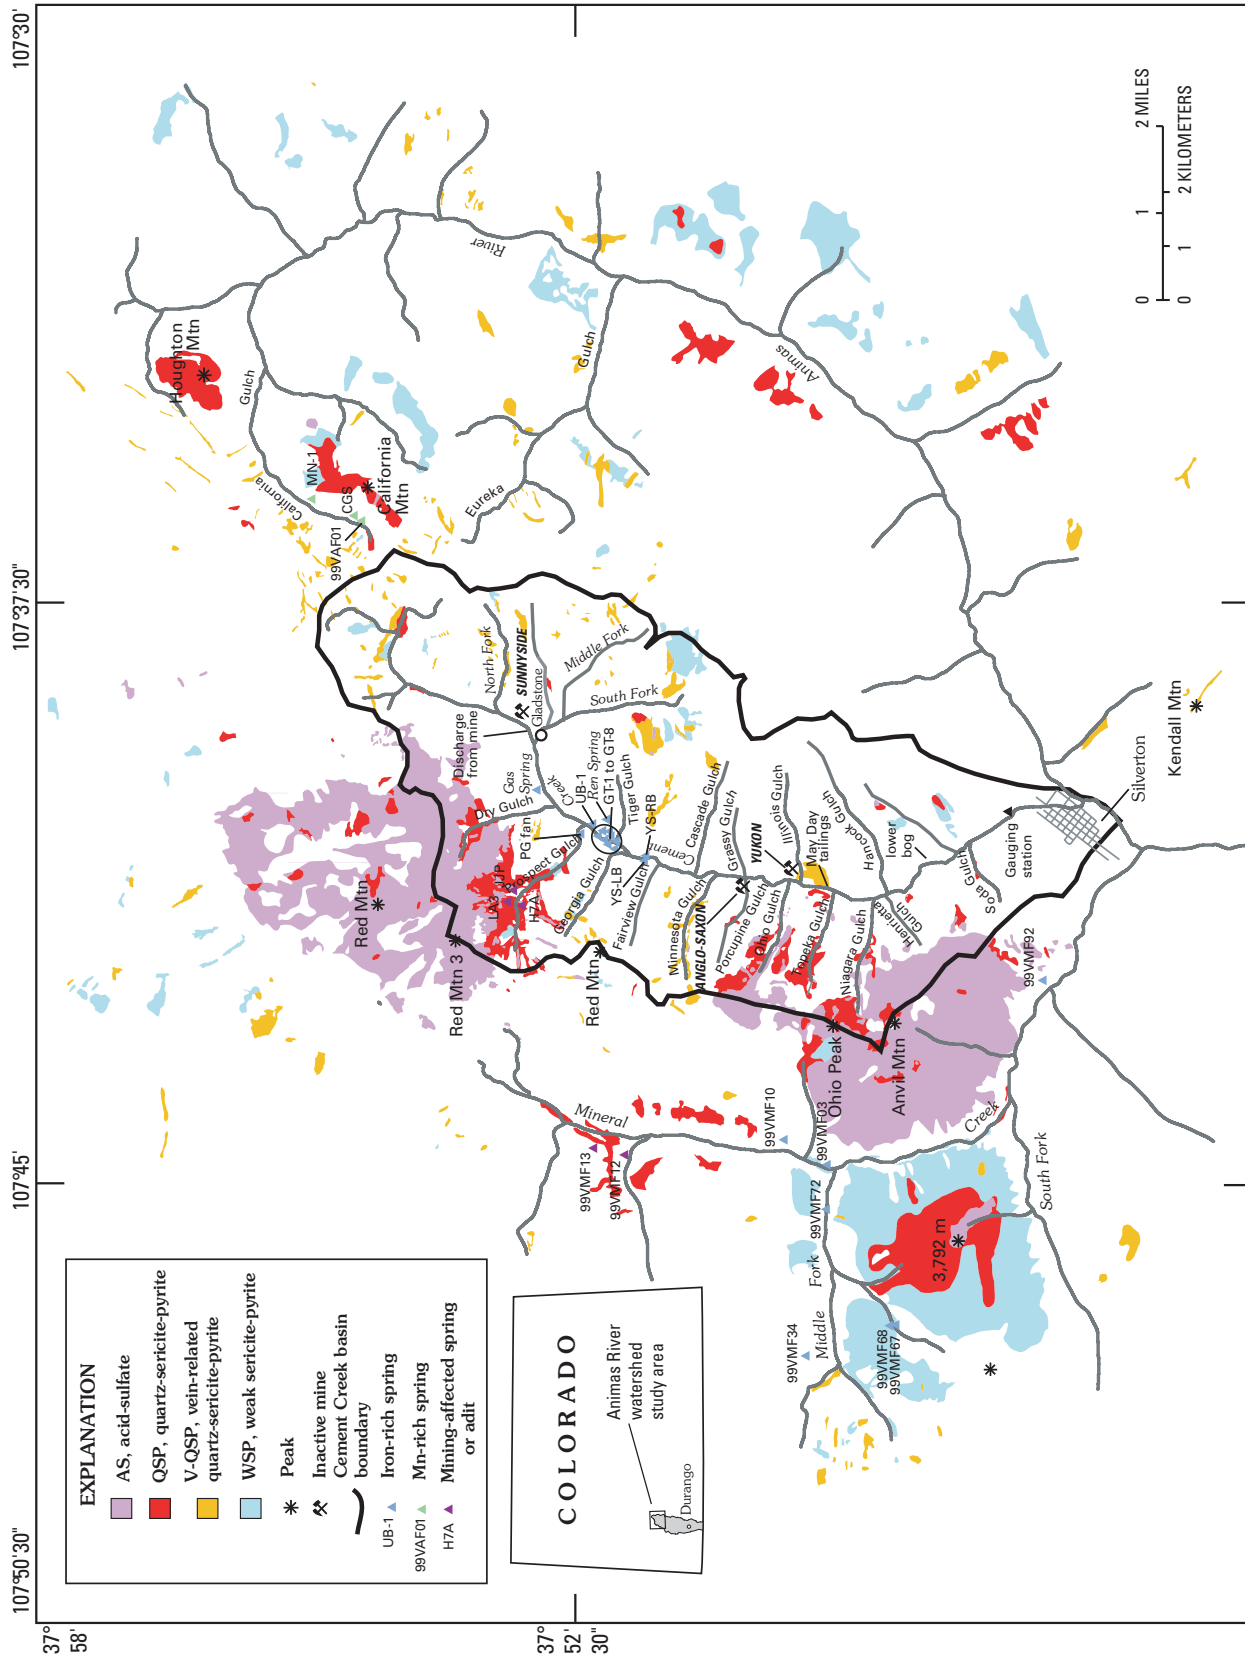 107°50'30"
107°45'
107°37'30"
107°30'
37°
58'
37°
52'
30"
EXPLANATION
AS, acid-sulfate
QSP, quartz-sericite-pyrite
V-QSP, vein-related
quartz-sericite-pyrite
WSP, weak sericite-pyrite
Peak
Inactive mine
Cement Creek basin
boundary
UB-1
Iron-rich spring
99VAF01
Mn-rich spring
H7A
Mining-affected spring
or adit
COLORADO
Animas River
watershed
study area
Durango
Houghton
Mtn
Gulch
California
MN-1
CGS
99VAF01
California
Mtn
Eureka
Gulch
River
Animas
0 1 2 MILES
0 1 2 KILOMETERS
Red Mtn
Red Mtn 3
Red Mtn
North Fork
SUNNYSIDE
Gladstone
Middle Fork
South Fork
Discharge
from mine
Gas
Spring
Creek
Dry Gulch
PG fan
UB-1
Ren Spring
GT-1 to GT-8
Tiger Gulch
LA3
JJP
Prospect Gulch
H7A
Georgia Gulch
YS-LB
YS-RB
Fairview Gulch
Cement
Cascade Gulch
Minnesota Gulch
Grassy Gulch
ANGLO-SAXON
YUKON
Illinois Gulch
Porcupine Gulch
Ohio Gulch
May Day
tailings
Topeka Gulch
Hancock Gulch
Niagara Gulch
Henrietta
Gulch
lower
bog
Soda Gulch
Gauging
station
Silverton
Kendall Mtn
99VMF92
Ohio Peak
Anvil Mtn
Mineral
Creek
99VMF13
99VMF12
99VMF10
99VMF03
99VMF72
Middle
Fork
99VMF34
99VMF68
99VMF67
3,792 m
South Fork